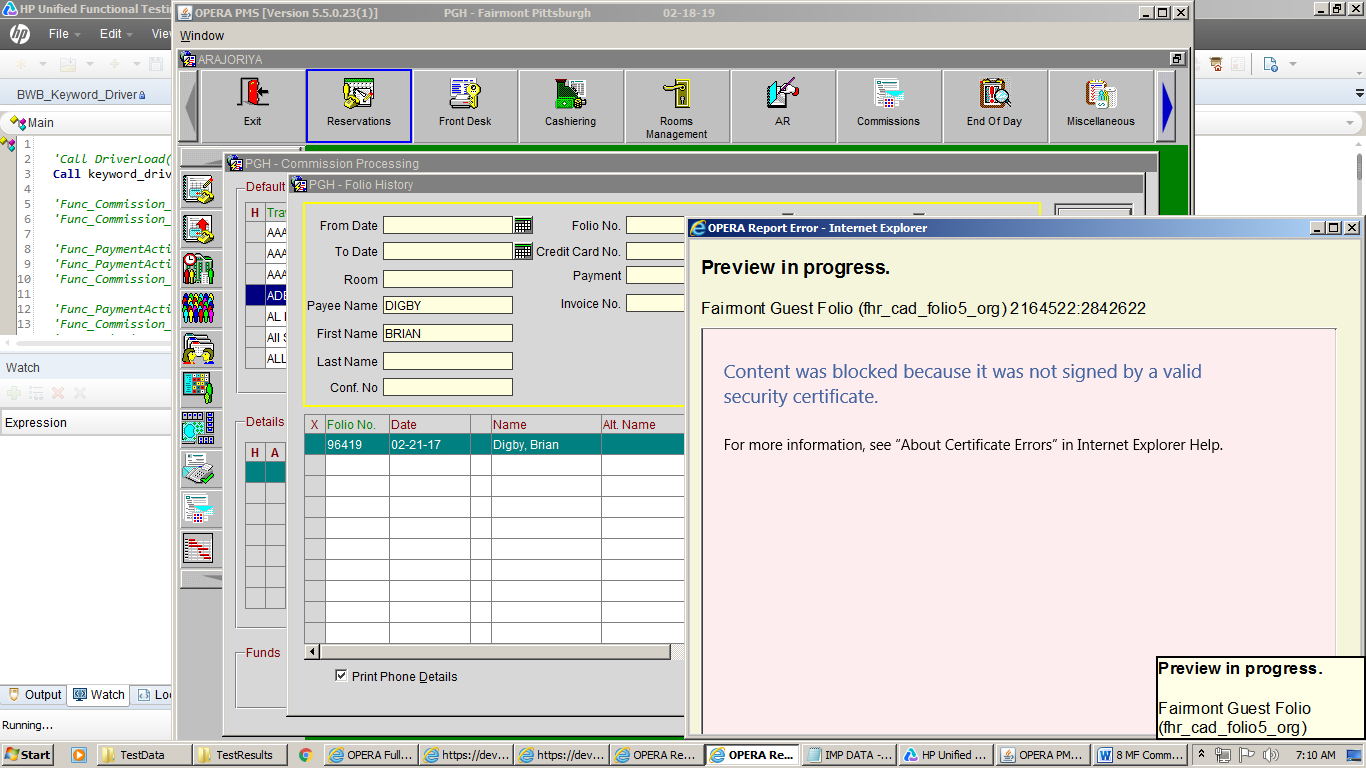 HP Unified Functional Testi
File
Edit
Vie
BWB_Keyword_Driver
Main
1
2 'Call DriverLoad(
3 Call keyword_driv
4
5 'Func_Commission_
6 'Func_Commission_
7
8 'Func_PaymentActi
9 'Func_PaymentActi
10 'Func_Commission_
11
12 'Func_PaymentActi
13 'Func_Commission_
Watch
Expression
Output
Watch
Lo
Running...
OPERA PMS [Version 5.5.0.23(1)] PGH - Fairmont Pittsburgh 02-18-19
Window
ARAJORIYA
Exit
Reservations
Front Desk
Cashiering
Rooms
Management
AR
Commissions
End Of Day
Miscellaneous
PGH - Commission Processing
Default
H Trav
AAA
AAA
AAA
ADE
AL
All S
ALL
Details
H A
Funds
PGH - Folio History
From Date
To Date
Room
Payee Name DIGBY
First Name BRIAN
Last Name
Conf. No
Folio No.
Credit Card No.
Payment
Invoice No.
X Folio No. Date Name Alt. Name
96419 02-21-17 Digby, Brian
Print Phone Details
OPERA Report Error - Internet Explorer
Preview in progress.
Fairmont Guest Folio (fhr_cad_folio5_org) 2164522:2842622
Content was blocked because it was not signed by a valid
security certificate.
For more information, see “About Certificate Errors” in Internet Explorer Help.
Preview in progress.
Fairmont Guest Folio
(fhr_cad_folio5_org)
Start
TestData
TestResults
OPERA Full...
https://dev...
https://dev...
OPERA Re...
OPERA Re...
IMP DATA -...
HP Unified ...
OPERA PM...
8 MF Comm...
7:10 AM